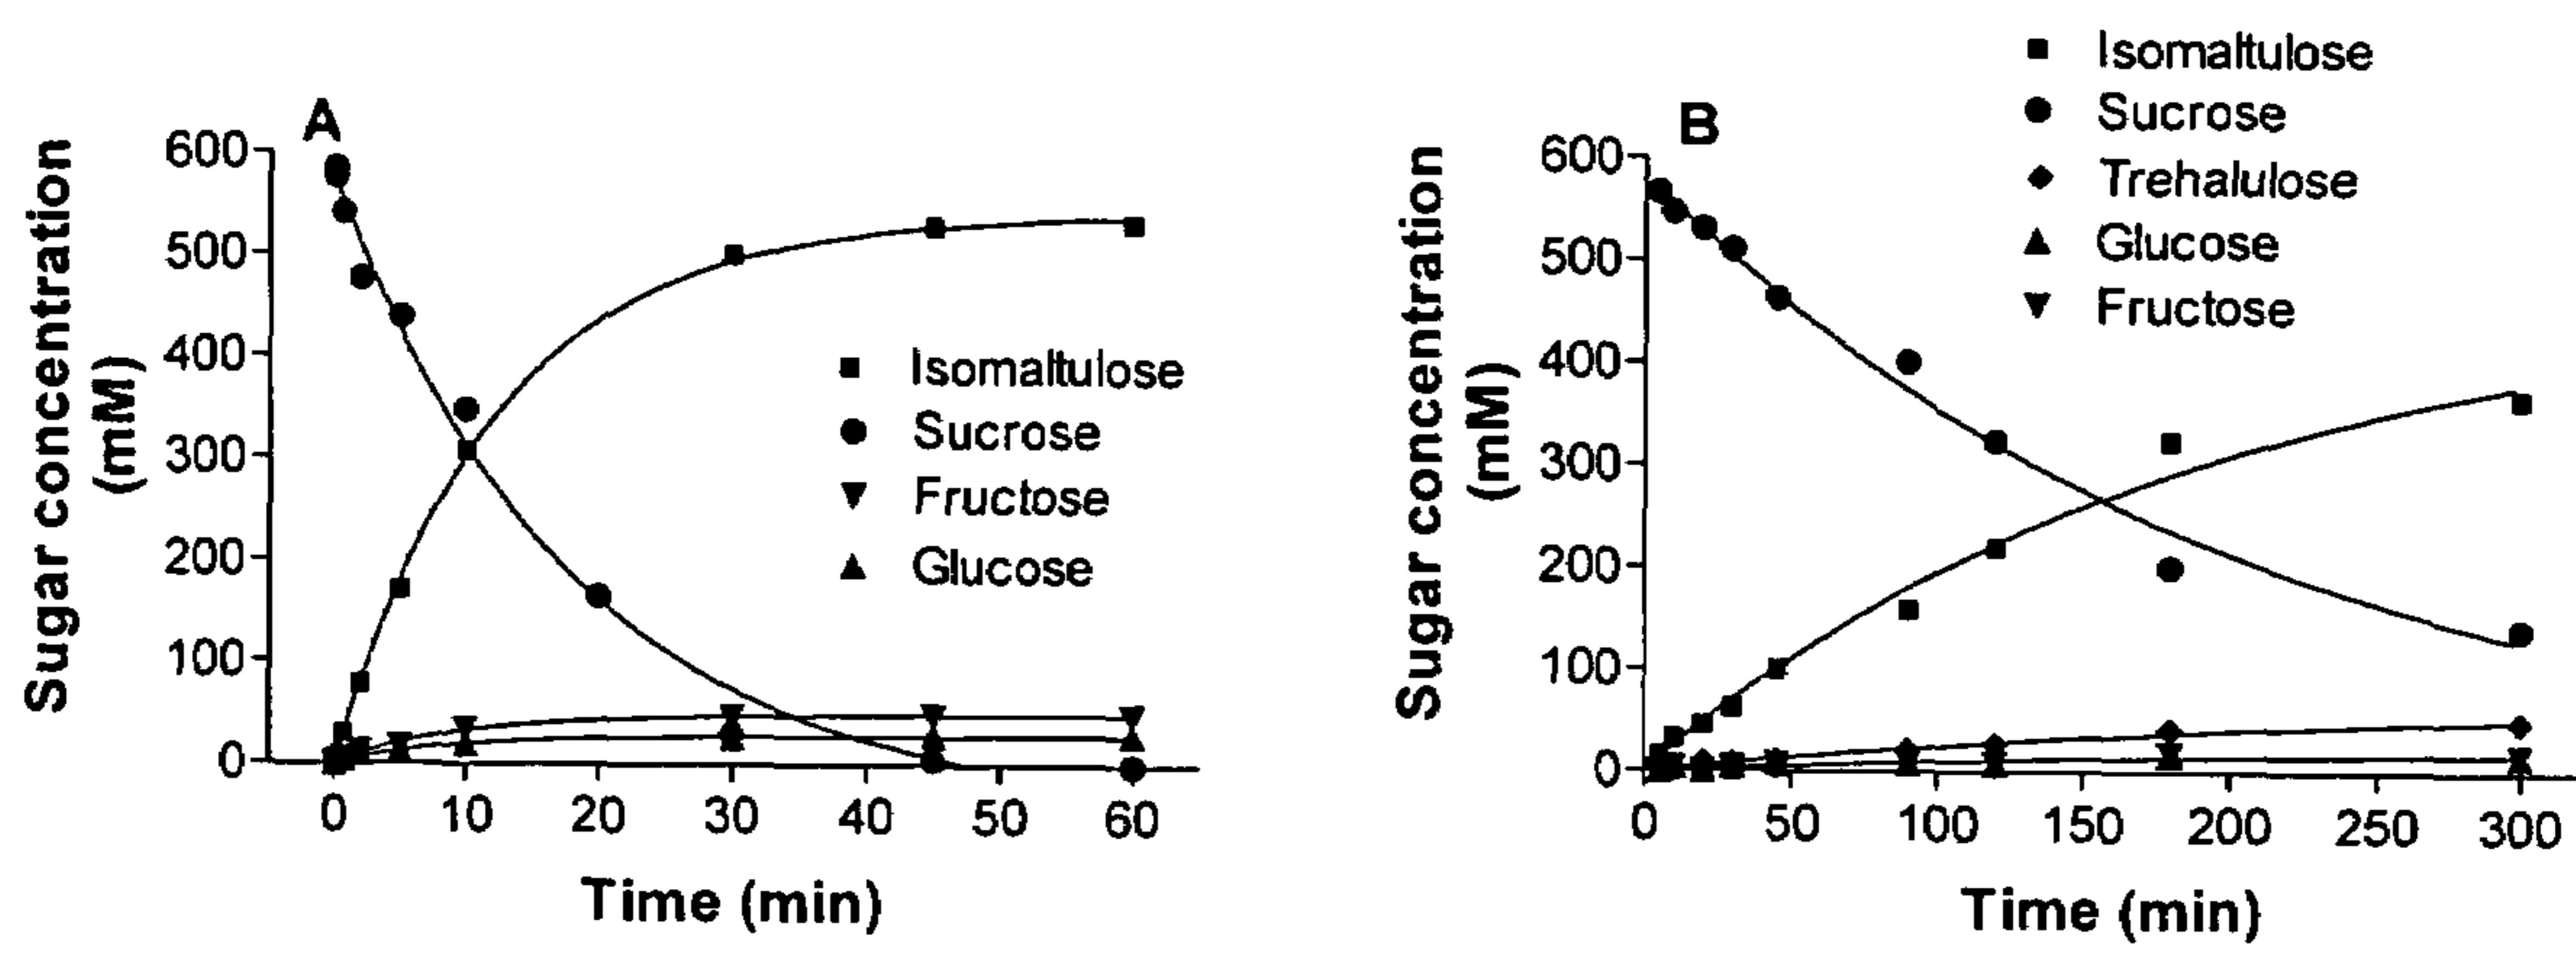 A
Sugar concentration
(mM)
600
500
400
300
200
100
0
0 10 20 30 40 50 60
Time (min)
Isomaltulose
Sucrose
Fructose
Glucose
B
Sugar concentration
(mM)
600
500
400
300
200
100
0
0 50 100 150 200 250 300
Time (min)
Isomaltulose
Sucrose
Trehalulose
Glucose
Fructose